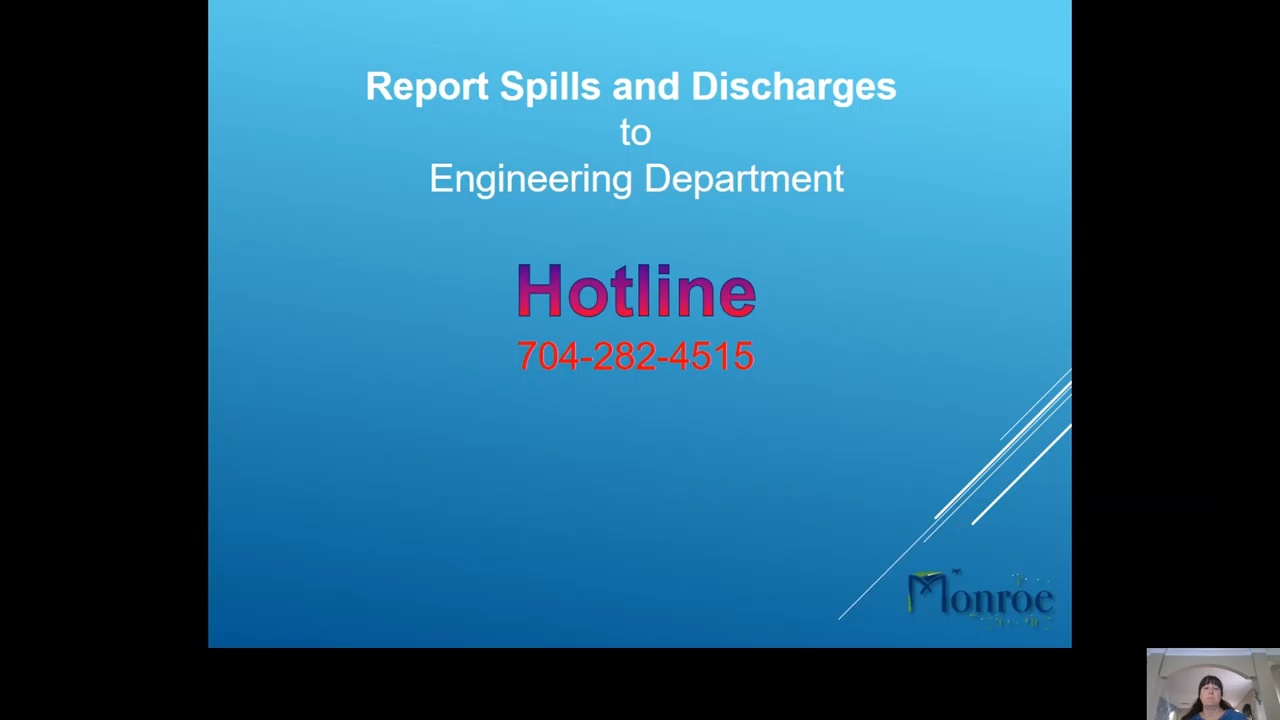 Report Spills and Discharges
to
Engineering Department
Hotline
704-282-4515
Monroe